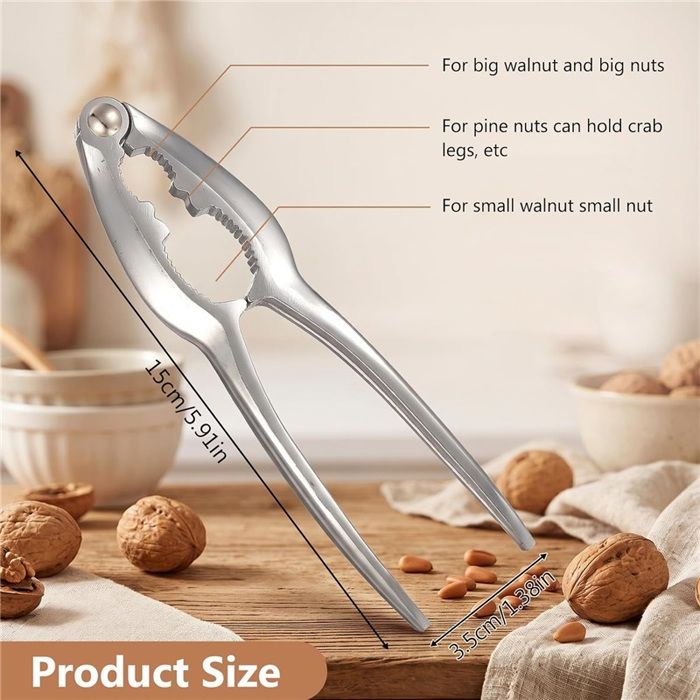 For big walnut and big nuts
For pine nuts can hold crab
legs, etc
For small walnut small nut
15cm/5.91in
3.5cm/1.38in
Product Size